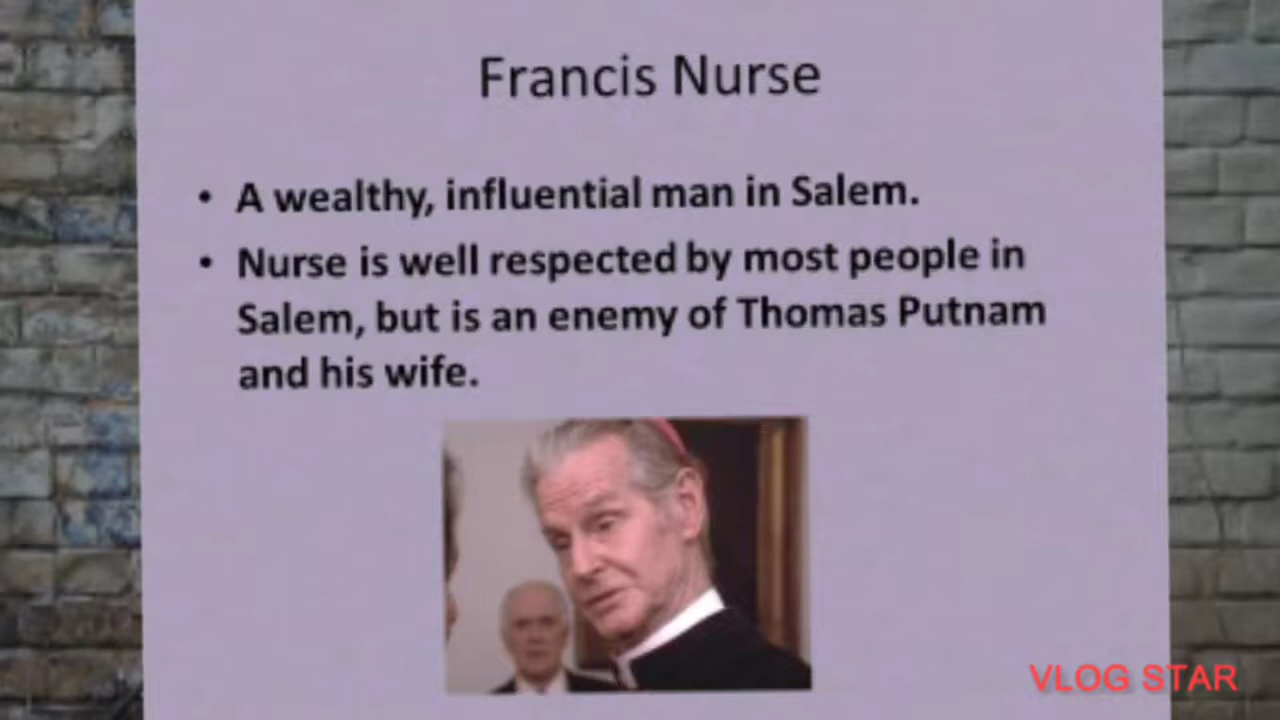 Francis Nurse
• A wealthy, influential man in Salem.
• Nurse is well respected by most people in
Salem, but is an enemy of Thomas Putnam
and his wife.
VLOG STAR